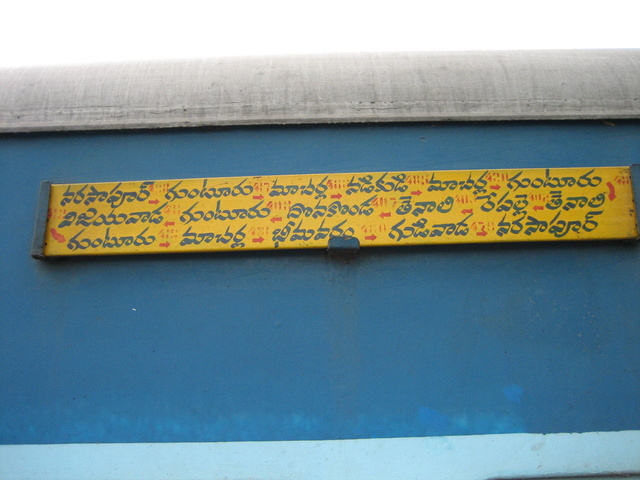 నరసాపూర్ గుంటూరు మాచర్ల నడికుడి మాచర్ల గుంటూరు
విజయవాడ గుంటూరు దొనకొండ తెనాలి రేపల్లె తెనాలి
గుంటూరు మాచర్ల భీమవరం గుడివాడ నరసాపూర్